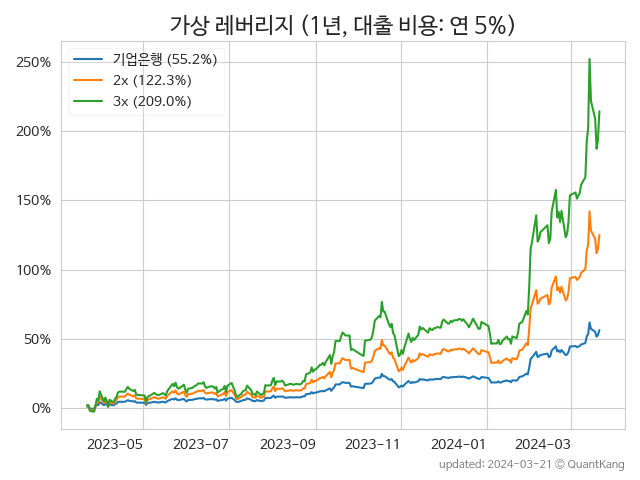 가상 레버리지 (1년, 대출 비용: 연 5%)
250%
200%
150%
100%
50%
0%
기업은행 (55.2%)
2x (122.3%)
3x (209.0%)
2023-05 2023-07 2023-09 2023-11 2024-01 2024-03
updated: 2024-03-21 © QuantKang